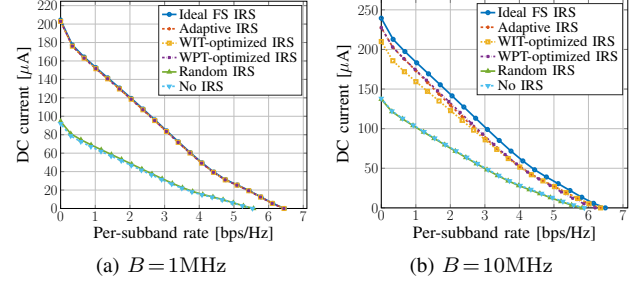 DC current [μA]
220
200
180
160
140
120
100
80
60
40
20
0
Ideal FS IRS
Adaptive IRS
WIT-optimized IRS
WPT-optimized IRS
Random IRS
No IRS
0 1 2 3 4 5 6 7
Per-subband rate [bps/Hz]
(a) B = 1MHz
DC current [μA]
250
200
150
100
50
0
Ideal FS IRS
Adaptive IRS
WIT-optimized IRS
WPT-optimized IRS
Random IRS
No IRS
0 1 2 3 4 5 6 7
Per-subband rate [bps/Hz]
(b) B = 10MHz